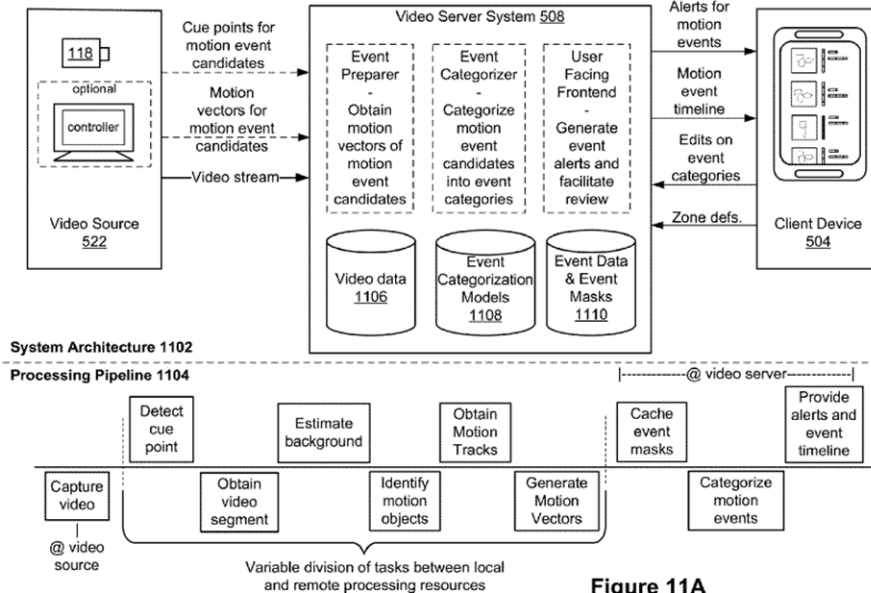 118
optional
controller
Video Source
522
Cue points for
motion event
candidates
Motion
vectors for
motion event
candidates
Video stream
Video Server System 508
Event
Preparer
-
Obtain
motion
vectors of
motion
event
candidates
Event
Categorizer
-
Categorize
motion
event
candidates
into event
categories
User
Facing
Frontend
-
Generate
event
alerts and
facilitate
review
Video data
1106
Event
Categorization
Models
1108
Event Data
& Event
Masks
1110
Alerts for
motion
events
Motion
event
timeline
Edits on
event
categories
Zone defs.
Client Device
504
System Architecture 1102
Processing Pipeline 1104
@ video server
Detect
cue
point
Estimate
background
Obtain
Motion
Tracks
Cache
event
masks
Provide
alerts and
event
timeline
Capture
video
Obtain
video
segment
Identify
motion
objects
Generate
Motion
Vectors
Categorize
motion
events
@ video
source
Variable division of tasks between local
and remote processing resources
Figure 11A